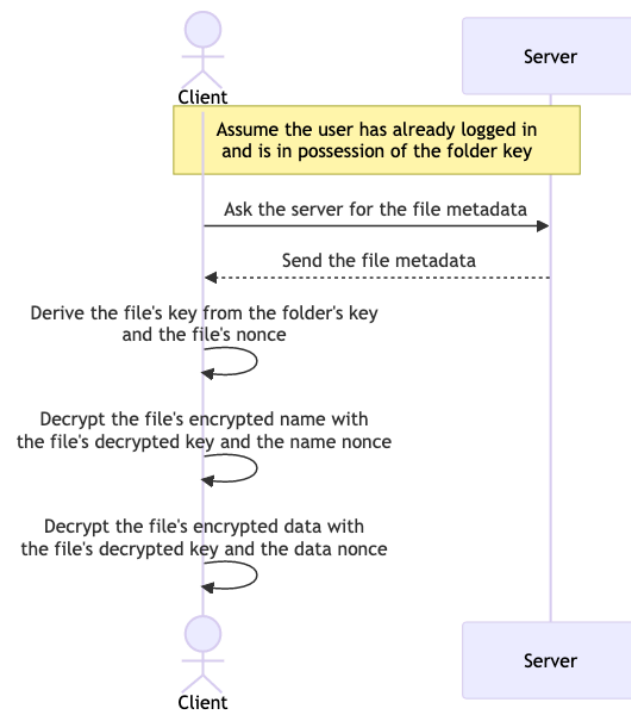 Server
Client
Assume the user has already logged in
and is in possession of the folder key
Ask the server for the file metadata
Send the file metadata
Derive the file's key from the folder's key
and the file's nonce
Decrypt the file's encrypted name with
the file's decrypted key and the name nonce
Decrypt the file's encrypted data with
the file's decrypted key and the data nonce
Server
Client